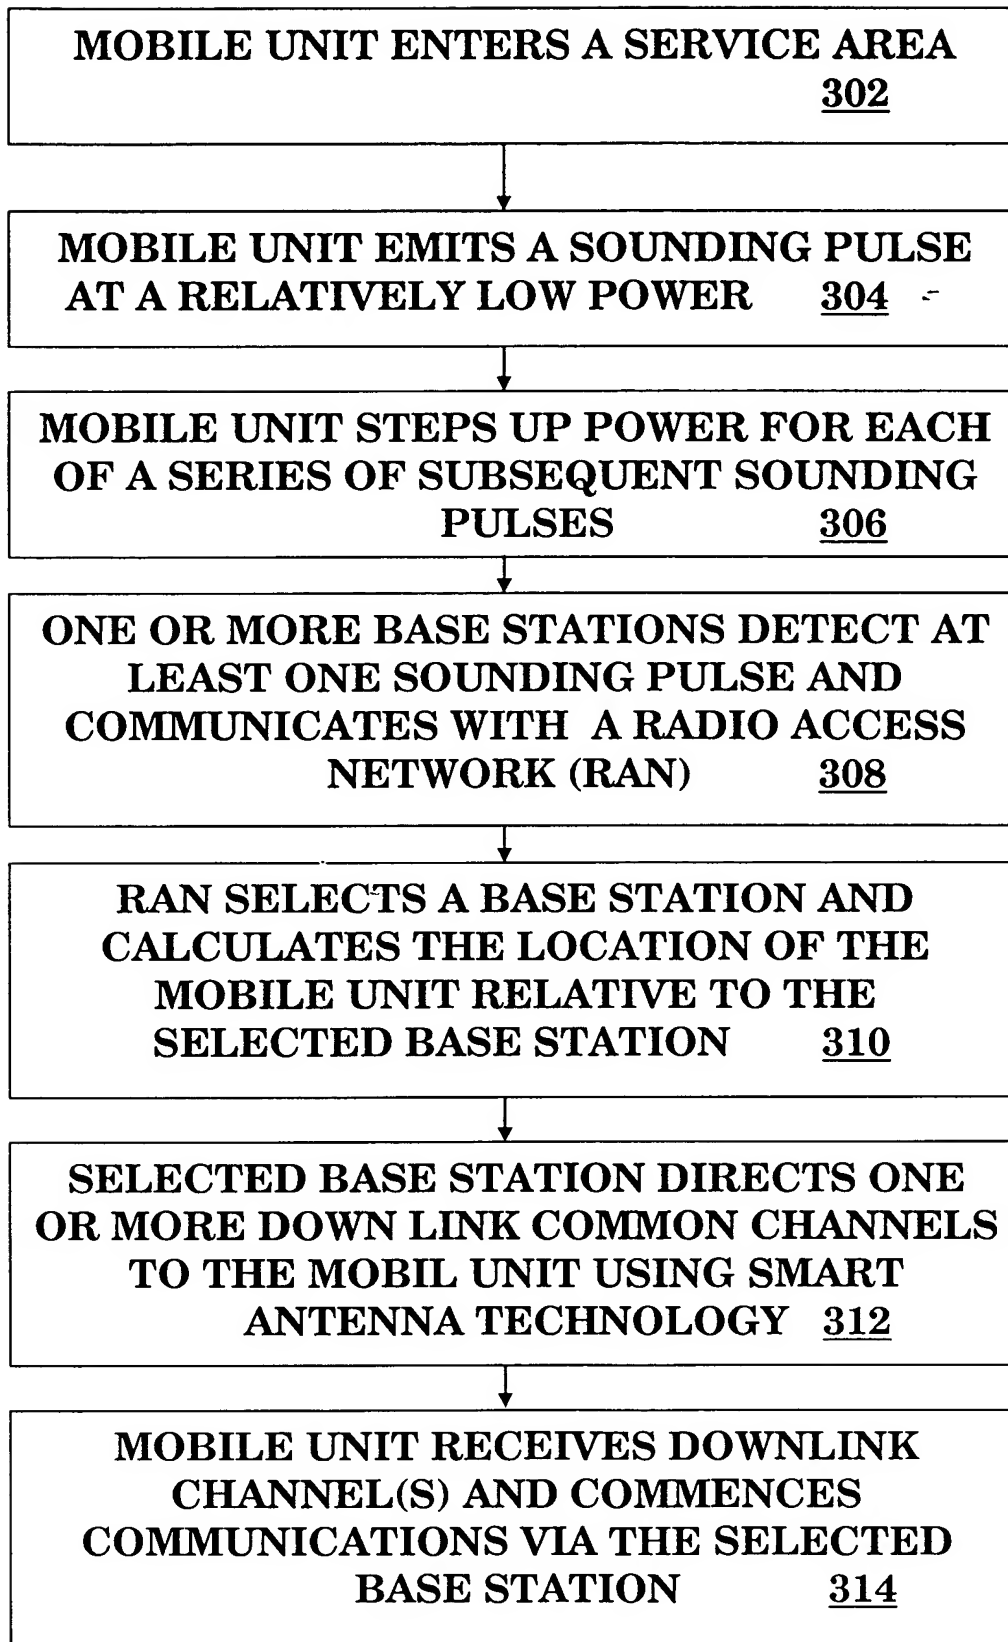 MOBILE UNIT ENTERS A SERVICE AREA
302
MOBILE UNIT EMITS A SOUNDING PULSE
AT A RELATIVELY LOW POWER 304
MOBILE UNIT STEPS UP POWER FOR EACH
OF A SERIES OF SUBSEQUENT SOUNDING
PULSES 306
ONE OR MORE BASE STATIONS DETECT AT
LEAST ONE SOUNDING PULSE AND
COMMUNICATES WITH A RADIO ACCESS
NETWORK (RAN) 308
RAN SELECTS A BASE STATION AND
CALCULATES THE LOCATION OF THE
MOBILE UNIT RELATIVE TO THE
SELECTED BASE STATION 310
SELECTED BASE STATION DIRECTS ONE
OR MORE DOWN LINK COMMON CHANNELS
TO THE MOBIL UNIT USING SMART
ANTENNA TECHNOLOGY 312
MOBILE UNIT RECEIVES DOWNLINK
CHANNEL(S) AND COMMENCES
COMMUNICATIONS VIA THE SELECTED
BASE STATION 314